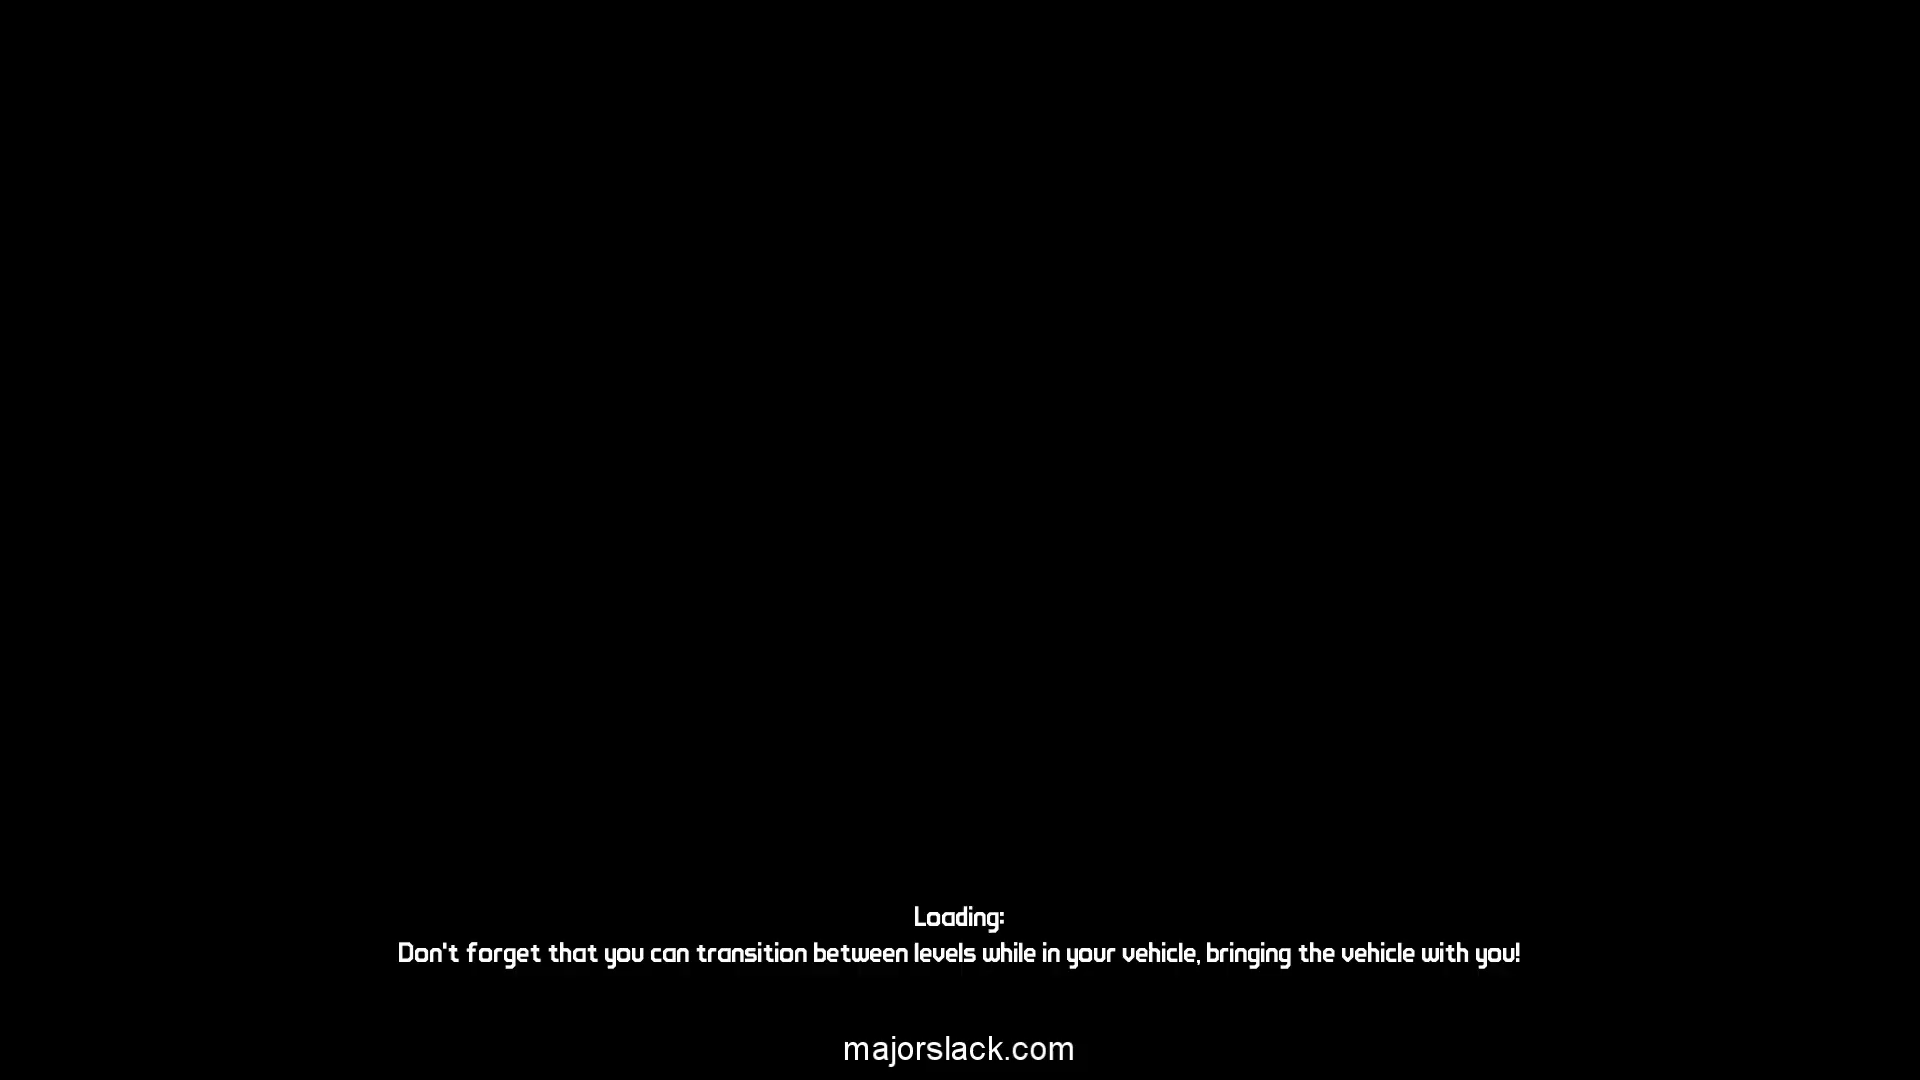 Loading:
Don't forget that you can transition between levels while in your vehicle, bringing the vehicle with you!
majorslack.com